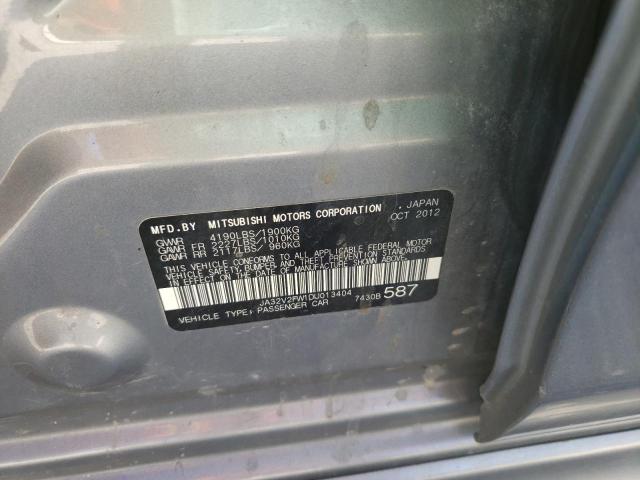 MFD.BY MITSUBISHI MOTORS CORPORATION , JAPAN
GVWR 4190LBS/1900KG OCT 2012
GAWR FR 2227LBS/1010KG
GAWR RR 2117LBS/ 960KG
THIS VEHICLE CONFORMS TO ALL APPLICABLE FEDERAL MOTOR
VEHICLE SAFETY, BUMPER, AND THEFT PREVENTION STANDARDS
IN EFFECT ON THE DATE OF MANUFACTURE SHOWN ABOVE.
JA32V2FW1DU013404 7430B 587
VEHICLE TYPE, PASSENGER CAR